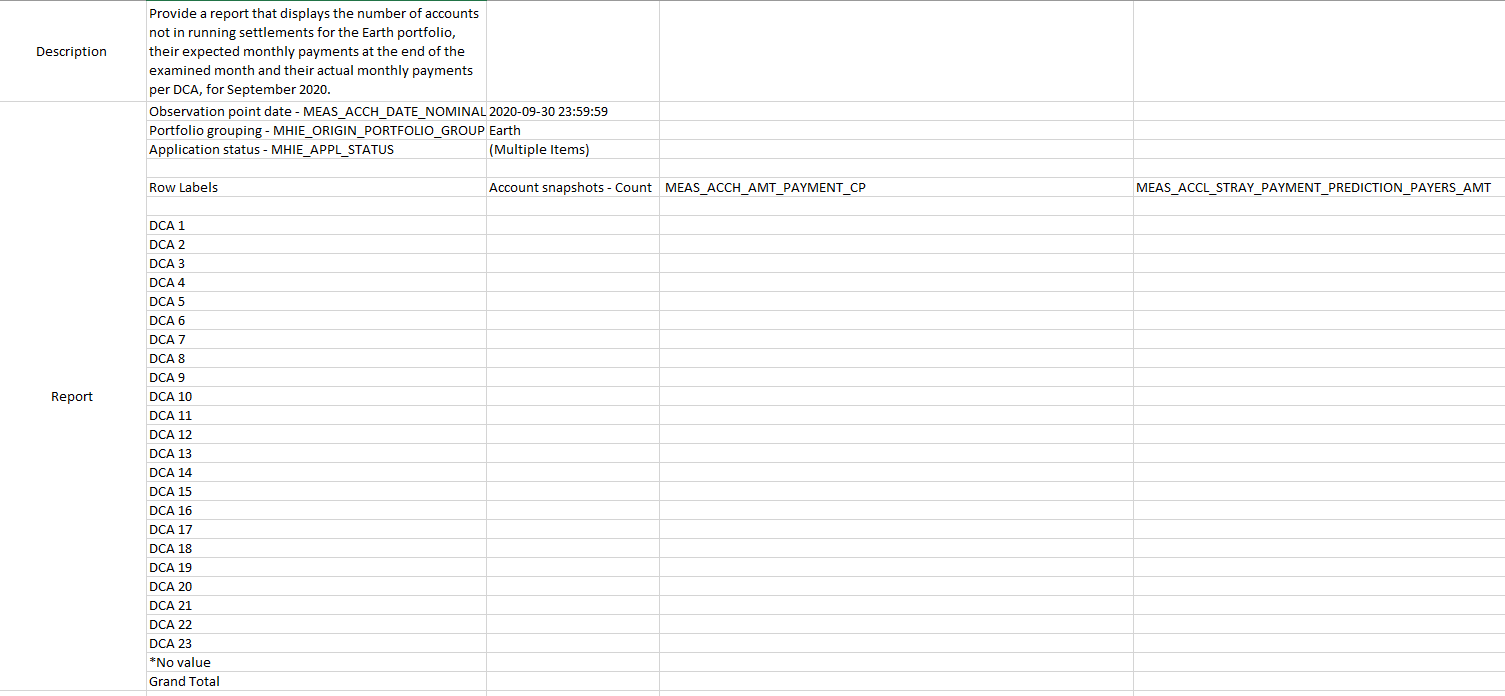 Description
Provide a report that displays the number of accounts
not in running settlements for the Earth portfolio,
their expected monthly payments at the end of the
examined month and their actual monthly payments
per DCA, for September 2020.
Report
Observation point date - MEAS_ACCH_DATE_NOMINAL 2020-09-30 23:59:59
Portfolio grouping - MHIE_ORIGIN_PORTFOLIO_GROUP Earth
Application status - MHIE_APPL_STATUS (Multiple Items)
Row Labels Account snapshots - Count MEAS_ACCH_AMT_PAYMENT_CP MEAS_ACCL_STRAY_PAYMENT_PREDICTION_PAYERS_AMT
DCA 1
DCA 2
DCA 3
DCA 4
DCA 5
DCA 6
DCA 7
DCA 8
DCA 9
DCA 10
DCA 11
DCA 12
DCA 13
DCA 14
DCA 15
DCA 16
DCA 17
DCA 18
DCA 19
DCA 20
DCA 21
DCA 22
DCA 23
*No value
Grand Total